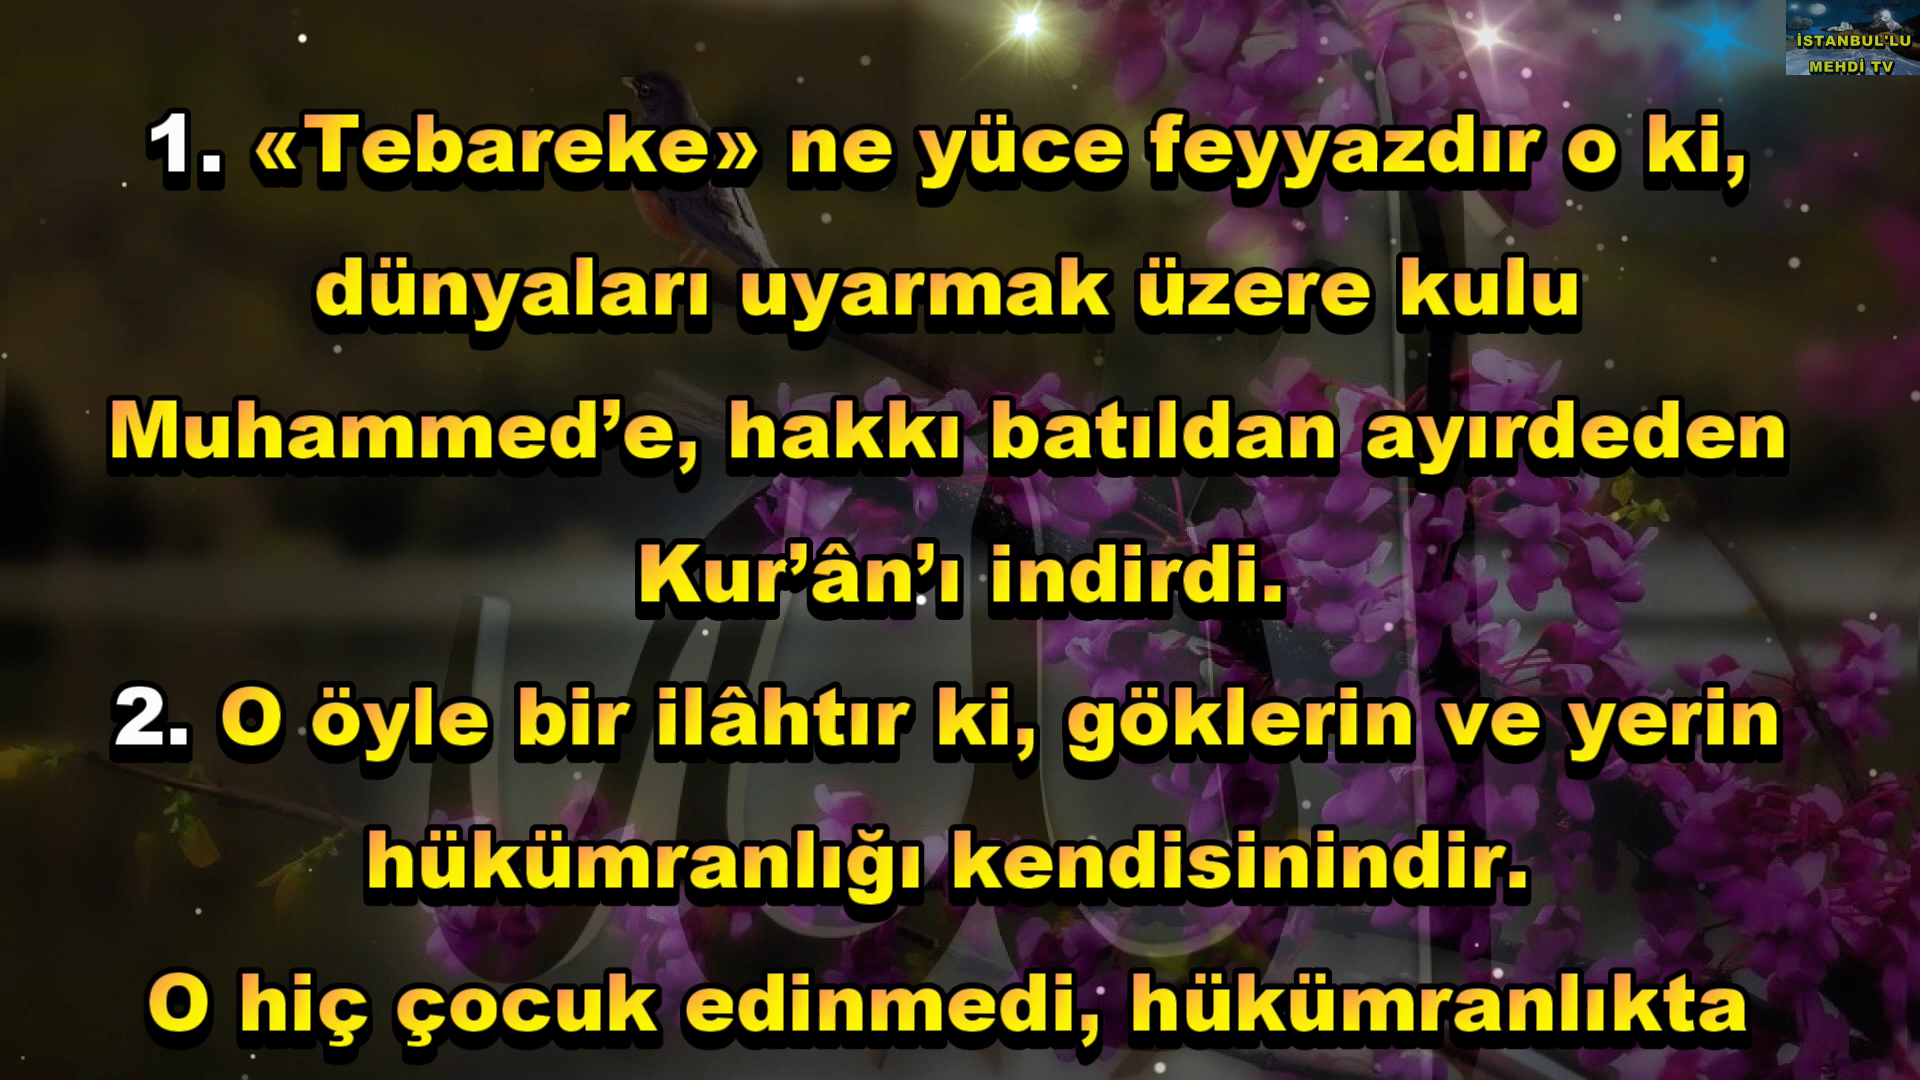 İSTANBUL'LU
MEHDİ TV
1. «Tebareke» ne yüce feyyazdır o ki,
dünyaları uyarmak üzere kulu
Muhammed’e, hakkı batıldan ayırdeden
Kur’ân’ı indirdi.
2. O öyle bir ilâhtır ki, göklerin ve yerin
hükümranlığı kendisinindir.
O hiç çocuk edinmedi, hükümranlıkta